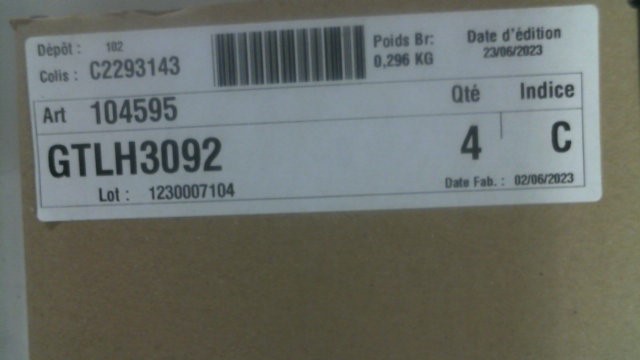 Dépôt : 102
Colis : C2293143
Poids Br:
0,296 KG
Date d'édition
23/06/2023
Art 104595
Qté
Indice
GTLH3092
4
C
Lot : 1230007104
Date Fab. : 02/06/2023